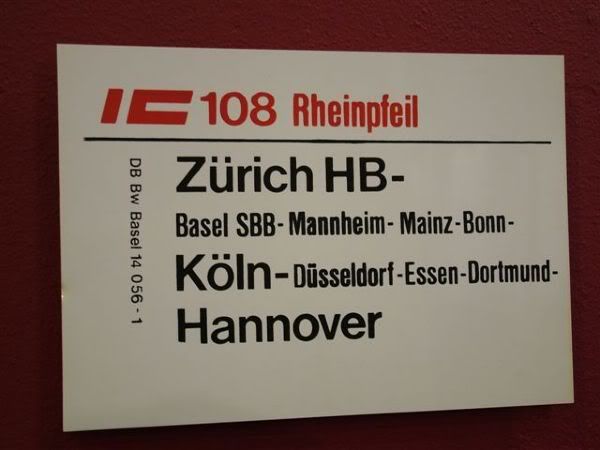 IC 108 Rheinpfeil
Zürich HB-
Basel SBB- Mannheim- Mainz-Bonn-
Köln-Düsseldorf-Essen-Dortmund-
Hannover
DB Bw Basel 14 056-1